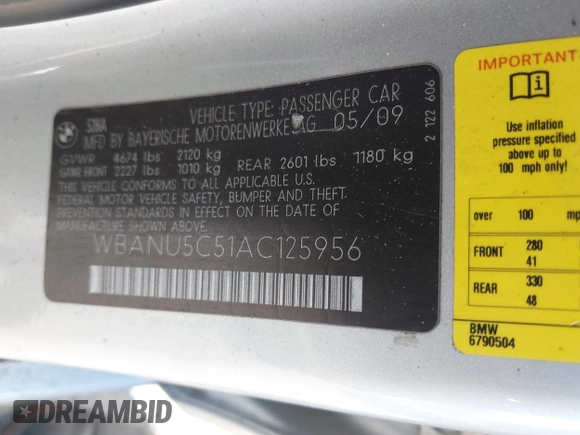 BMW 528iA
VEHICLE TYPE: PASSENGER CAR
MFD BY BAYERISCHE MOTORENWERKE AG 05/09
GVWR 4674 lbs 2120 kg
GAWR FRONT 2227 lbs 1010 kg REAR 2601 lbs 1180 kg
THIS VEHICLE CONFORMS TO ALL APPLICABLE U.S.
FEDERAL MOTOR VEHICLE SAFETY, BUMPER AND THEFT
PREVENTION STANDARDS IN EFFECT ON THE DATE OF
MANUFACTURE SHOWN ABOVE.
WBANU5C51AC125956
2 122 606
IMPORTANT
i
Use inflation
pressure specified
above up to
100 mph only!
over 100 mph
FRONT 280
41
REAR 330
48
BMW
6790504
DREAMBID